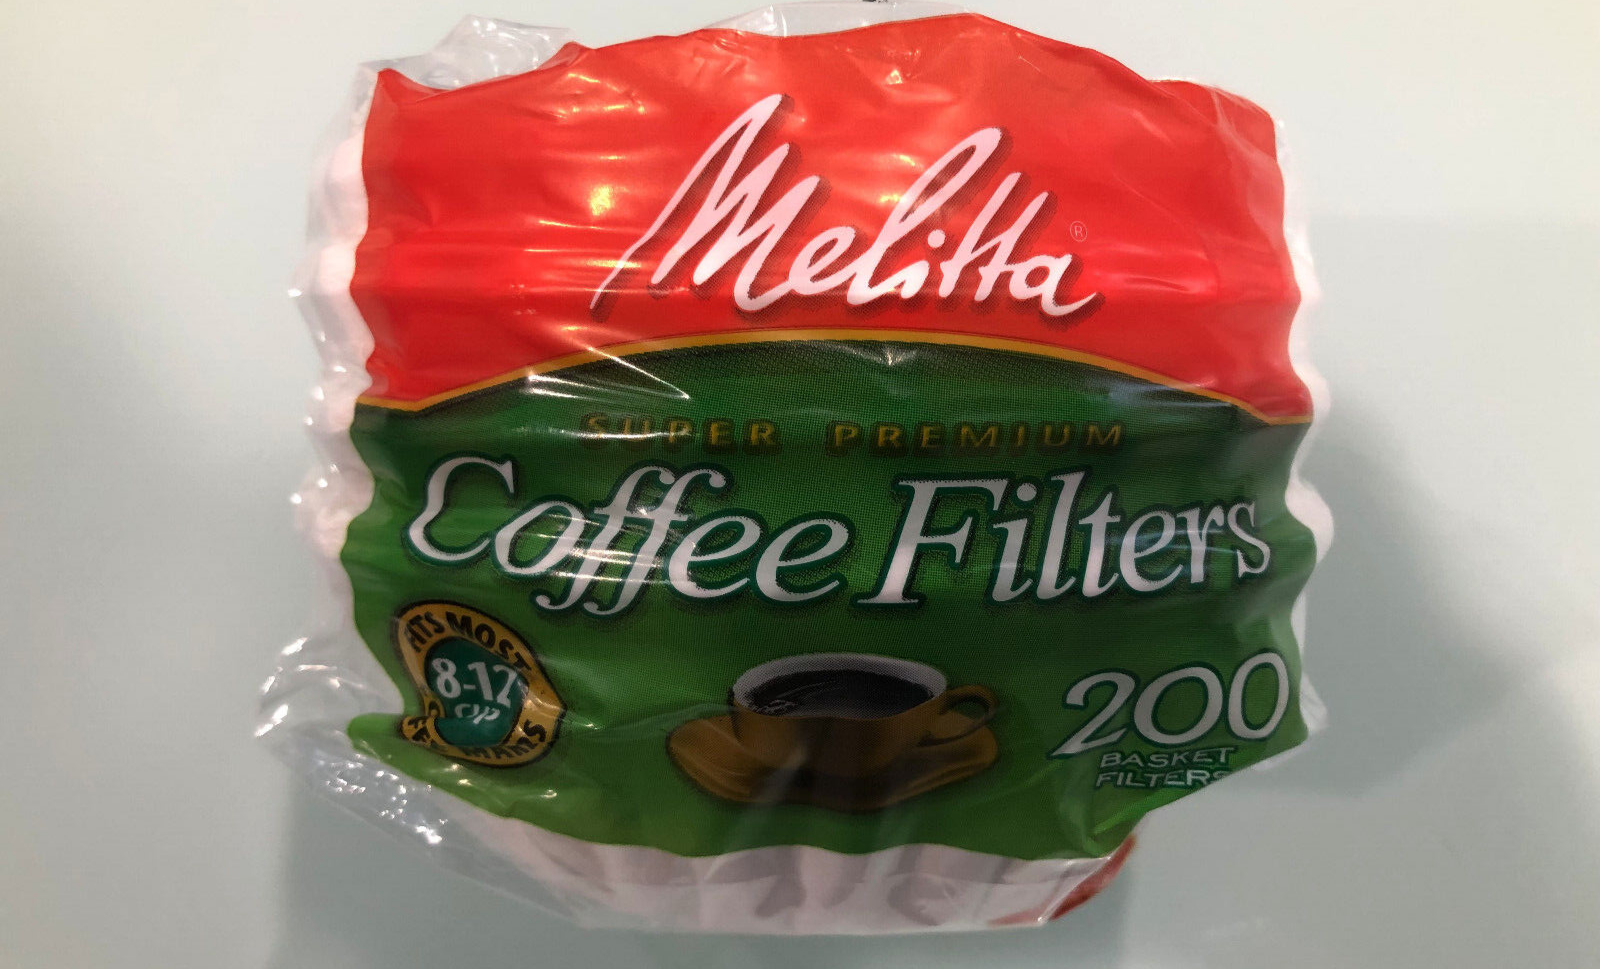 Melitta®
SUPER PREMIUM
Coffee Filters
FITS MOST
8-12
CUP
200
BASKET
FILTERS